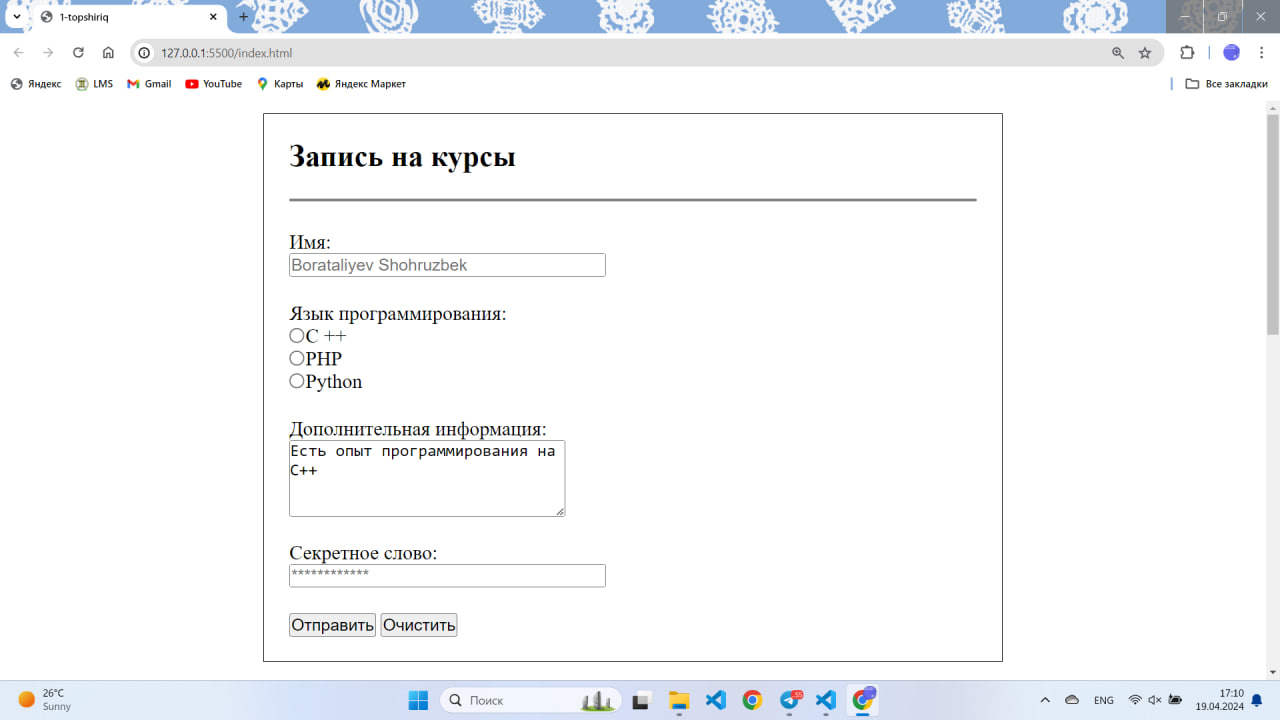 1-topshiriq
127.0.0.1:5500/index.html
Яндекс LMS Gmail YouTube Карты Яндекс Маркет Все закладки
Запись на курсы
Имя:
Borataliyev Shohruzbek
Язык программирования:
C ++
PHP
Python
Дополнительная информация:
Есть опыт программирования на
C++
Секретное слово:
************
Отправить Очистить
26°C
Sunny
Поиск
55
ENG
17:10
19.04.2024